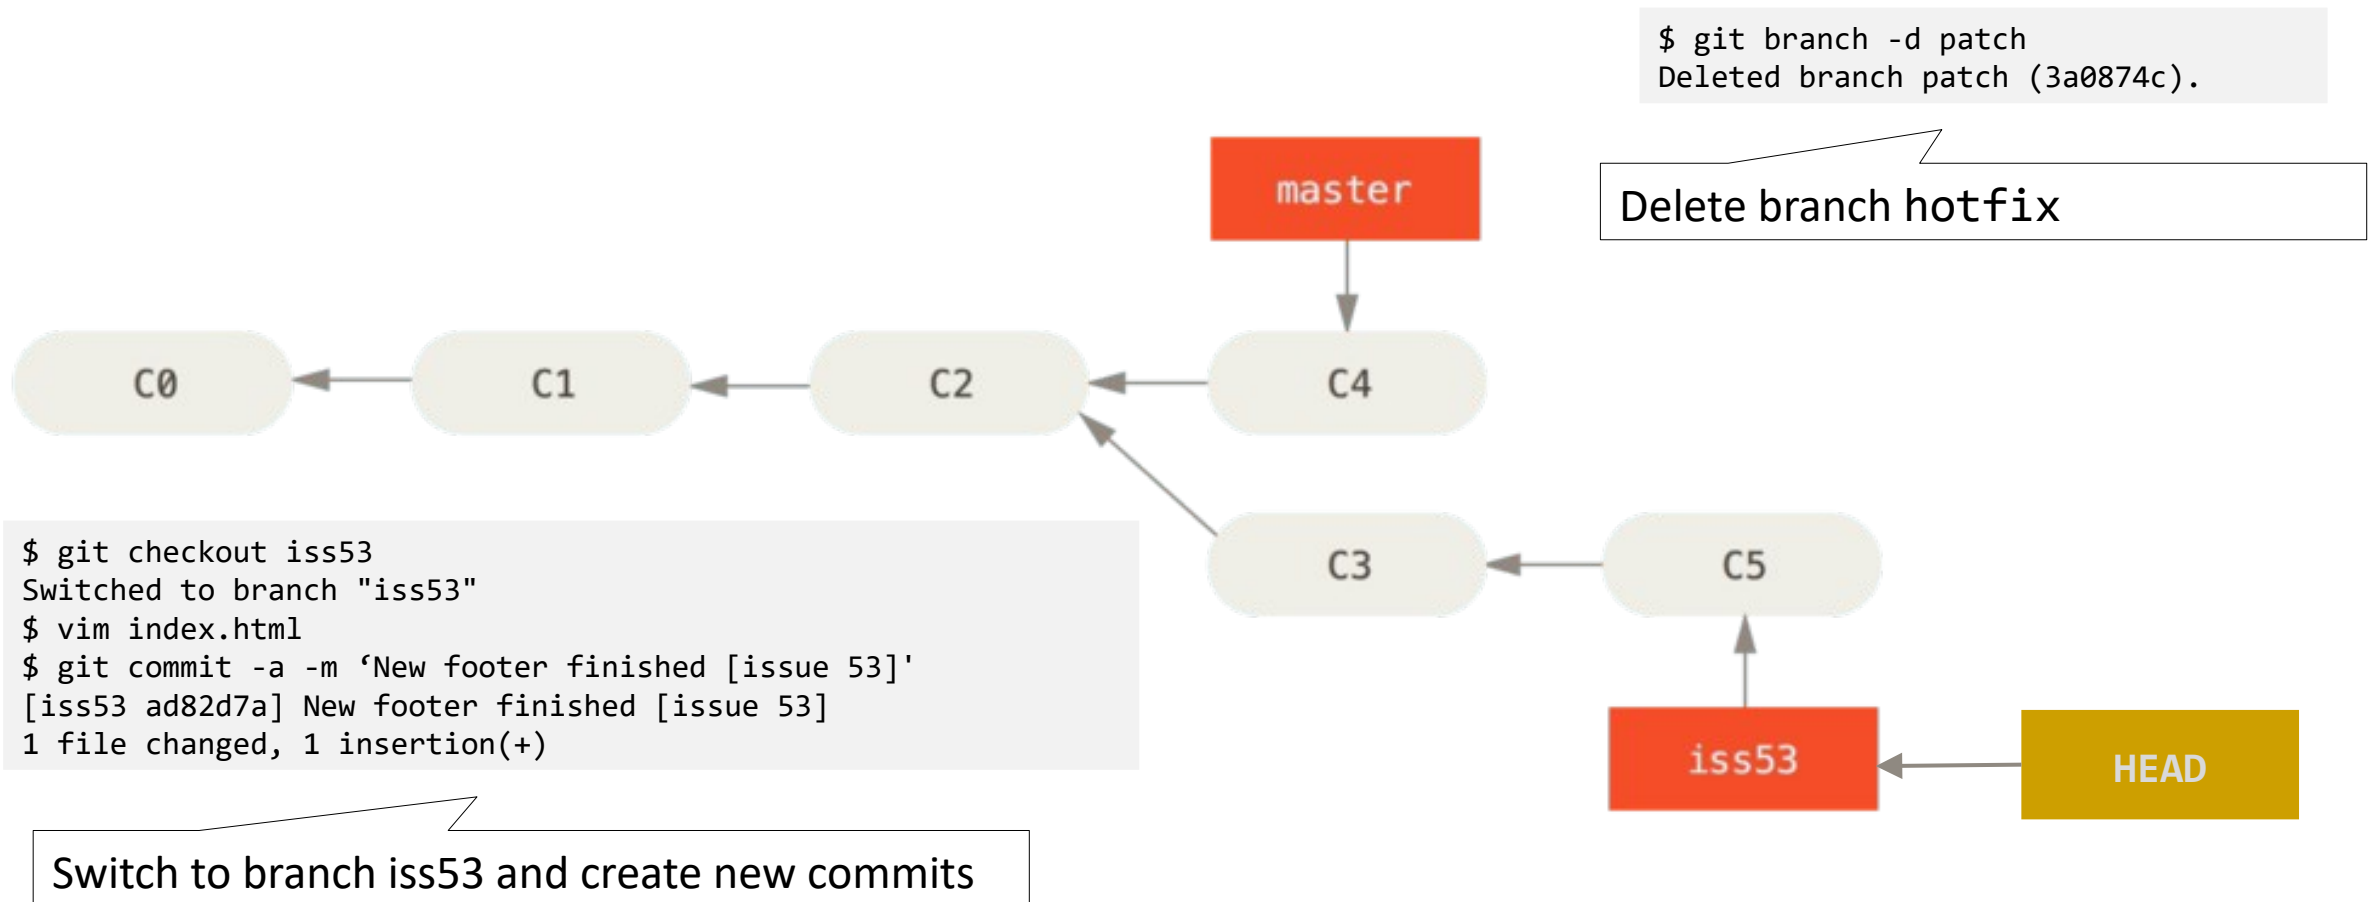 $ git branch -d patch
Deleted branch patch (3a0874c).
master
Delete branch hotfix
C0
C1
C2
C4
$ git checkout iss53
Switched to branch "iss53"
$ vim index.html
$ git commit -a -m ‘New footer finished [issue 53]'
[iss53 ad82d7a] New footer finished [issue 53]
1 file changed, 1 insertion(+)
C3
C5
iss53
HEAD
Switch to branch iss53 and create new commits